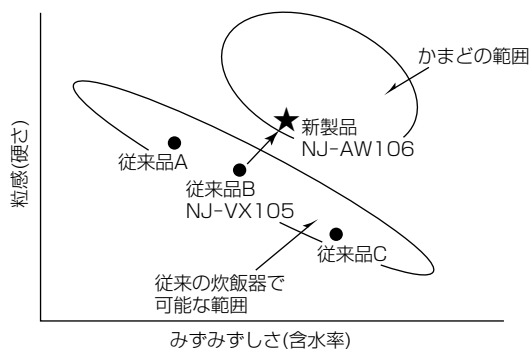 かまどの範囲
新製品
NJ-AW106
従来品A
従来品B
NJ-VX105
従来品C
従来の炊飯器で
可能な範囲
粒感(硬さ)
みずみずしさ(含水率)